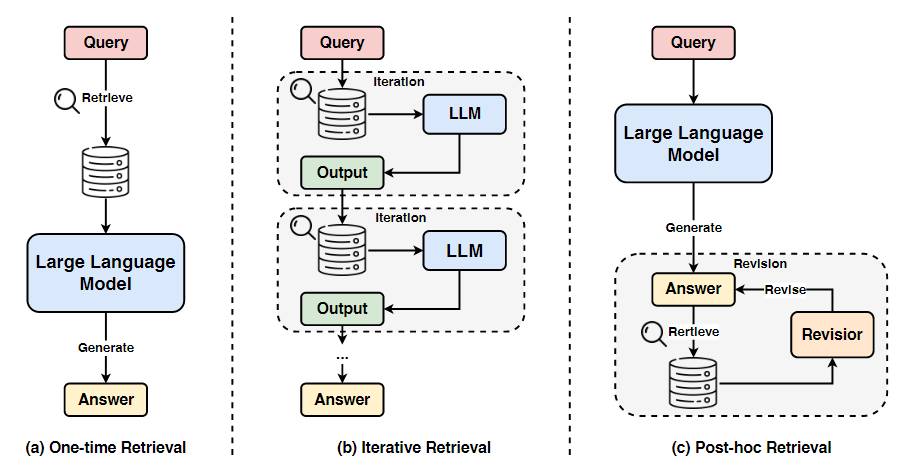 Query
Retrieve
Large Language
Model
Generate
Answer
(a) One-time Retrieval
Query
Iteration
LLM
Output
Iteration
LLM
Output
...
Answer
(b) Iterative Retrieval
Query
Large Language
Model
Generate
Revision
Answer
Revise
Rertieve
Revisior
(c) Post-hoc Retrieval